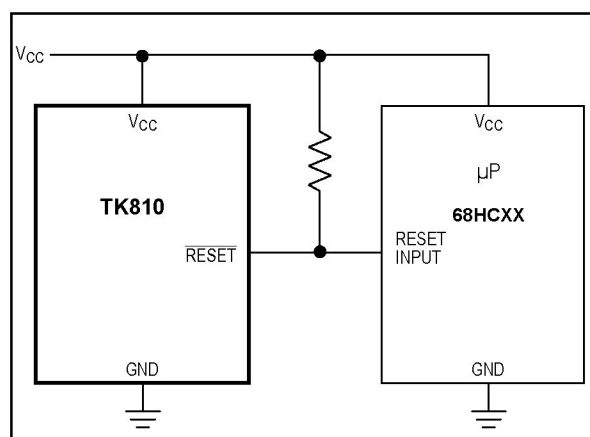 VCC
VCC
TK810
RESET
GND
VCC
µP
68HCXX
RESET
INPUT
GND